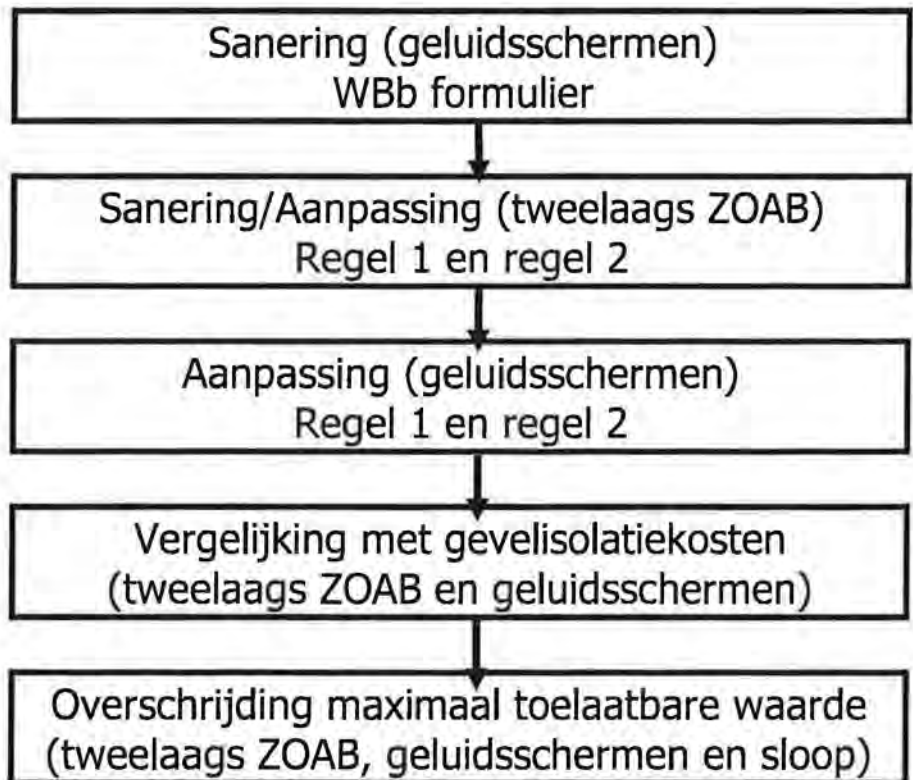 Sanering (geluidsschermen)
WBb formulier
Sanering/Aanpassing (tweelaags ZOAB)
Regel 1 en regel 2
Aanpassing (geluidsschermen)
Regel 1 en regel 2
Vergelijking met gevelisolatiekosten
(tweelaags ZOAB en geluidsschermen)
Overschrijding maximaal toelaatbare waarde
(tweelaags ZOAB, geluidsschermen en sloop)